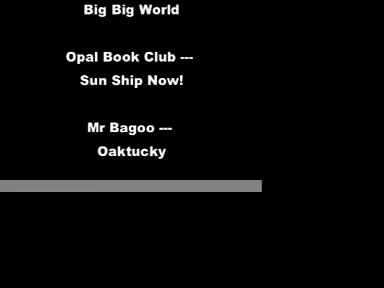 Big Big World
Opal Book Club ---
Sun Ship Now!
Mr Bagoo ---
Oaktucky